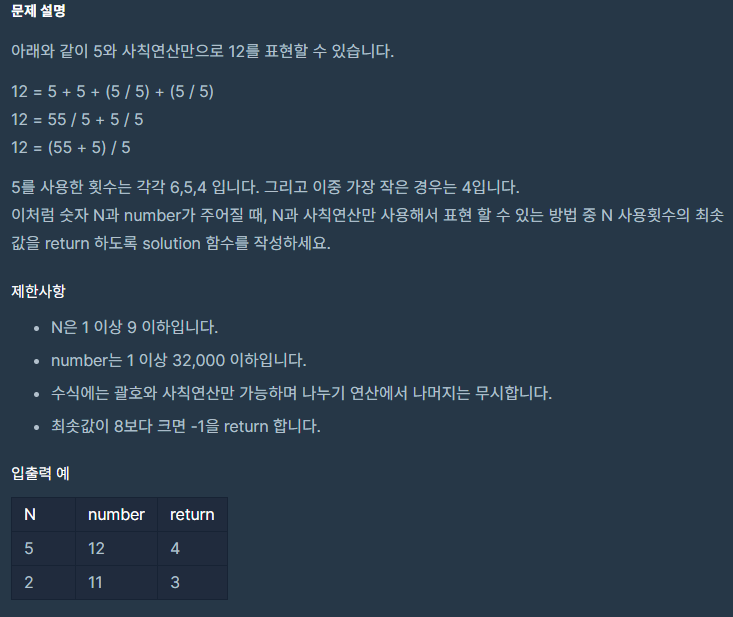 문제 설명
아래와 같이 5와 사칙연산만으로 12를 표현할 수 있습니다.
12 = 5 + 5 + (5 / 5) + (5 / 5)
12 = 55 / 5 + 5 / 5
12 = (55 + 5) / 5
5를 사용한 횟수는 각각 6,5,4 입니다. 그리고 이중 가장 작은 경우는 4입니다.
이처럼 숫자 N과 number가 주어질 때, N과 사칙연산만 사용해서 표현 할 수 있는 방법 중 N 사용횟수의 최솟
값을 return 하도록 solution 함수를 작성하세요.
제한사항
• N은 1 이상 9 이하입니다.
• number는 1 이상 32,000 이하입니다.
• 수식에는 괄호와 사칙연산만 가능하며 나누기 연산에서 나머지는 무시합니다.
• 최솟값이 8보다 크면 -1을 return 합니다.
입출력 예
N number return
5 12 4
2 11 3